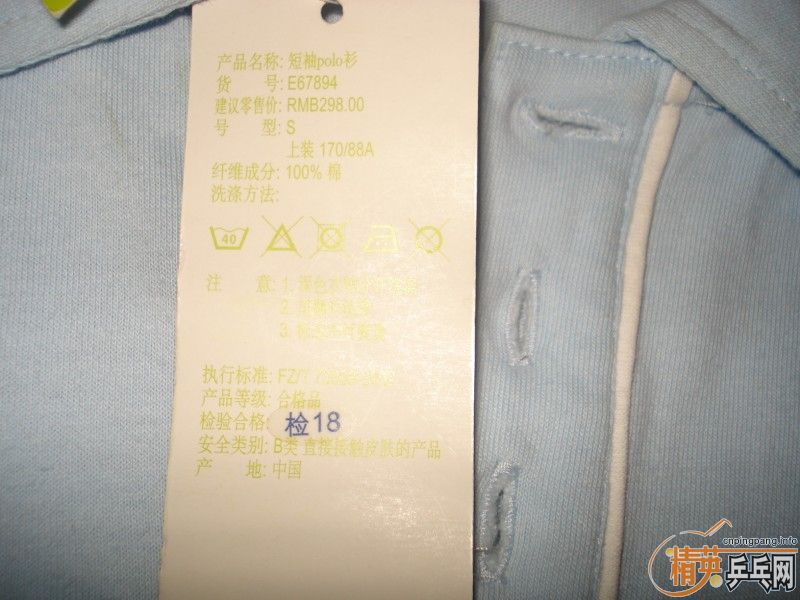 产品名称: 短袖polo衫
货 号: E67894
建议零售价: RMB298.00
号 型: S
上装 170/88A
纤维成分: 100% 棉
洗涤方法:
40
注 意: 1.
2.
3.
执行标准: FZ/T
产品等级: 合格品
检验合格: 检18
安全类别: B类 直接接触皮肤的产品
产 地: 中国
cnpingpang.info
精英乒乓网